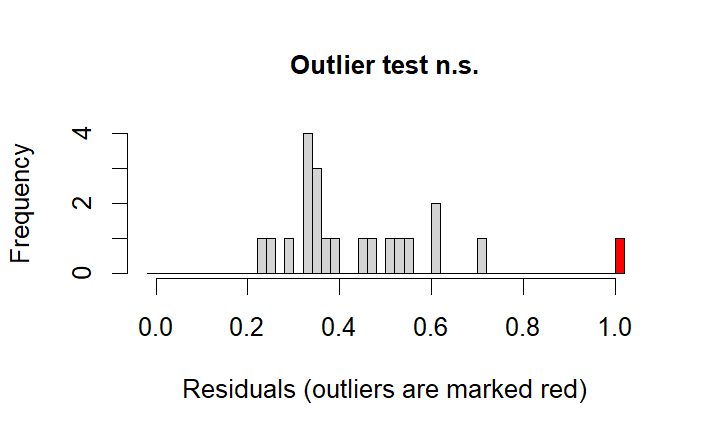 Outlier test n.s.
Frequency
4
2
0
0.0 0.2 0.4 0.6 0.8 1.0
Residuals (outliers are marked red)